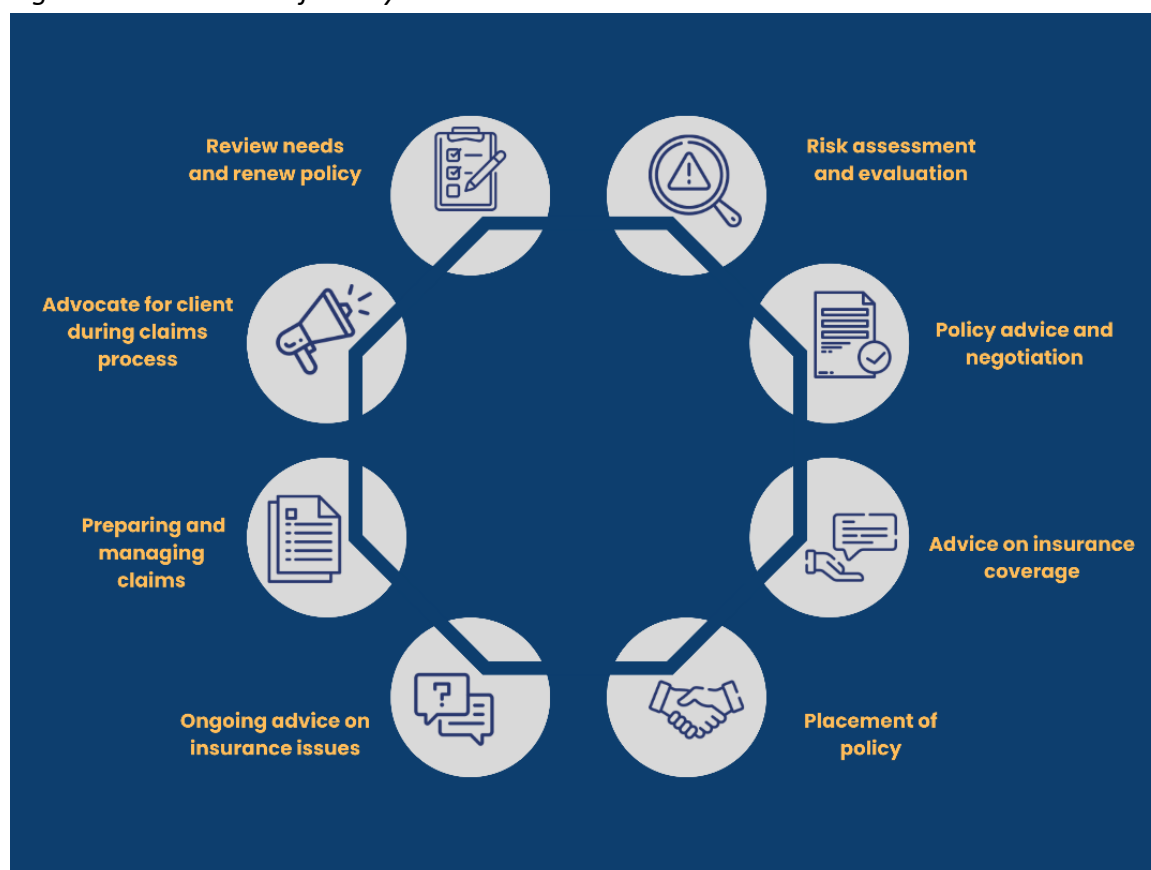 Review needs
and renew policy
Risk assessment
and evaluation
Advocate for client
during claims
process
Policy advice and
negotiation
Preparing and
managing
claims
Advice on insurance
coverage
Ongoing advice on
insurance issues
Placement of
policy